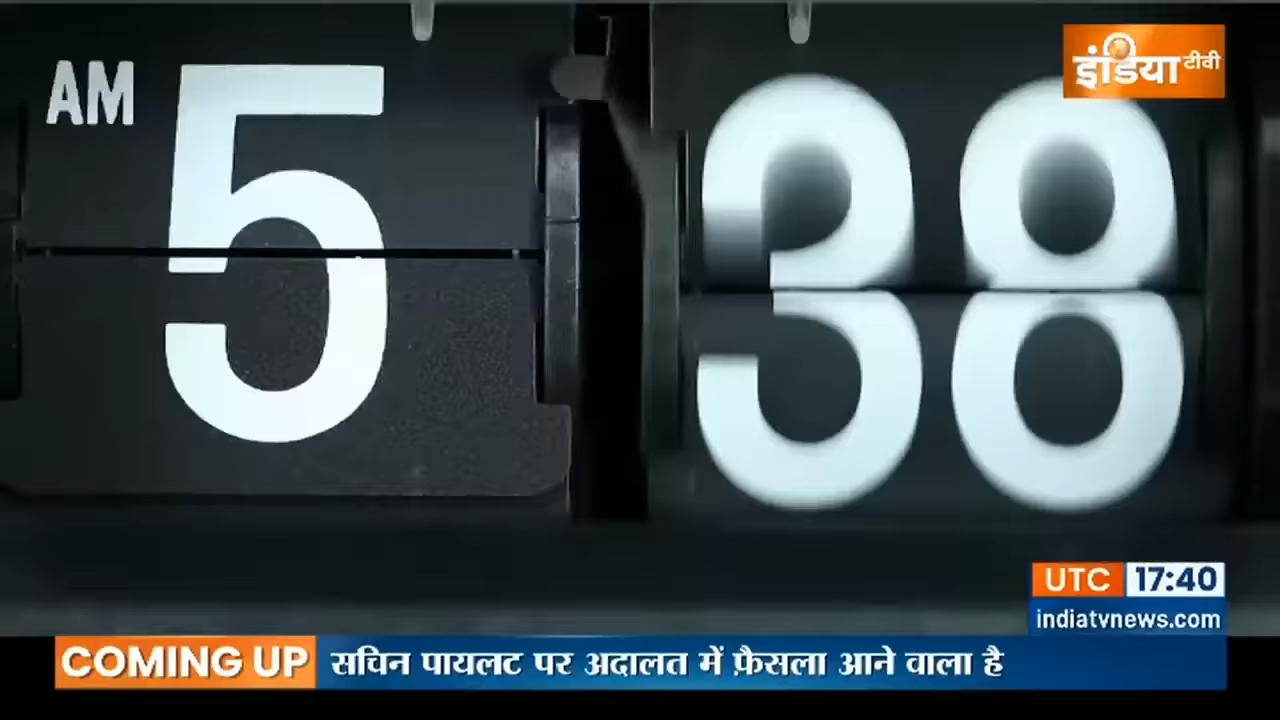 AM 5 38
इंडिया टीवी
UTC 17:40
indiatvnews.com
COMING UP सचिन पायलट पर अदालत में फ़ैसला आने वाला है